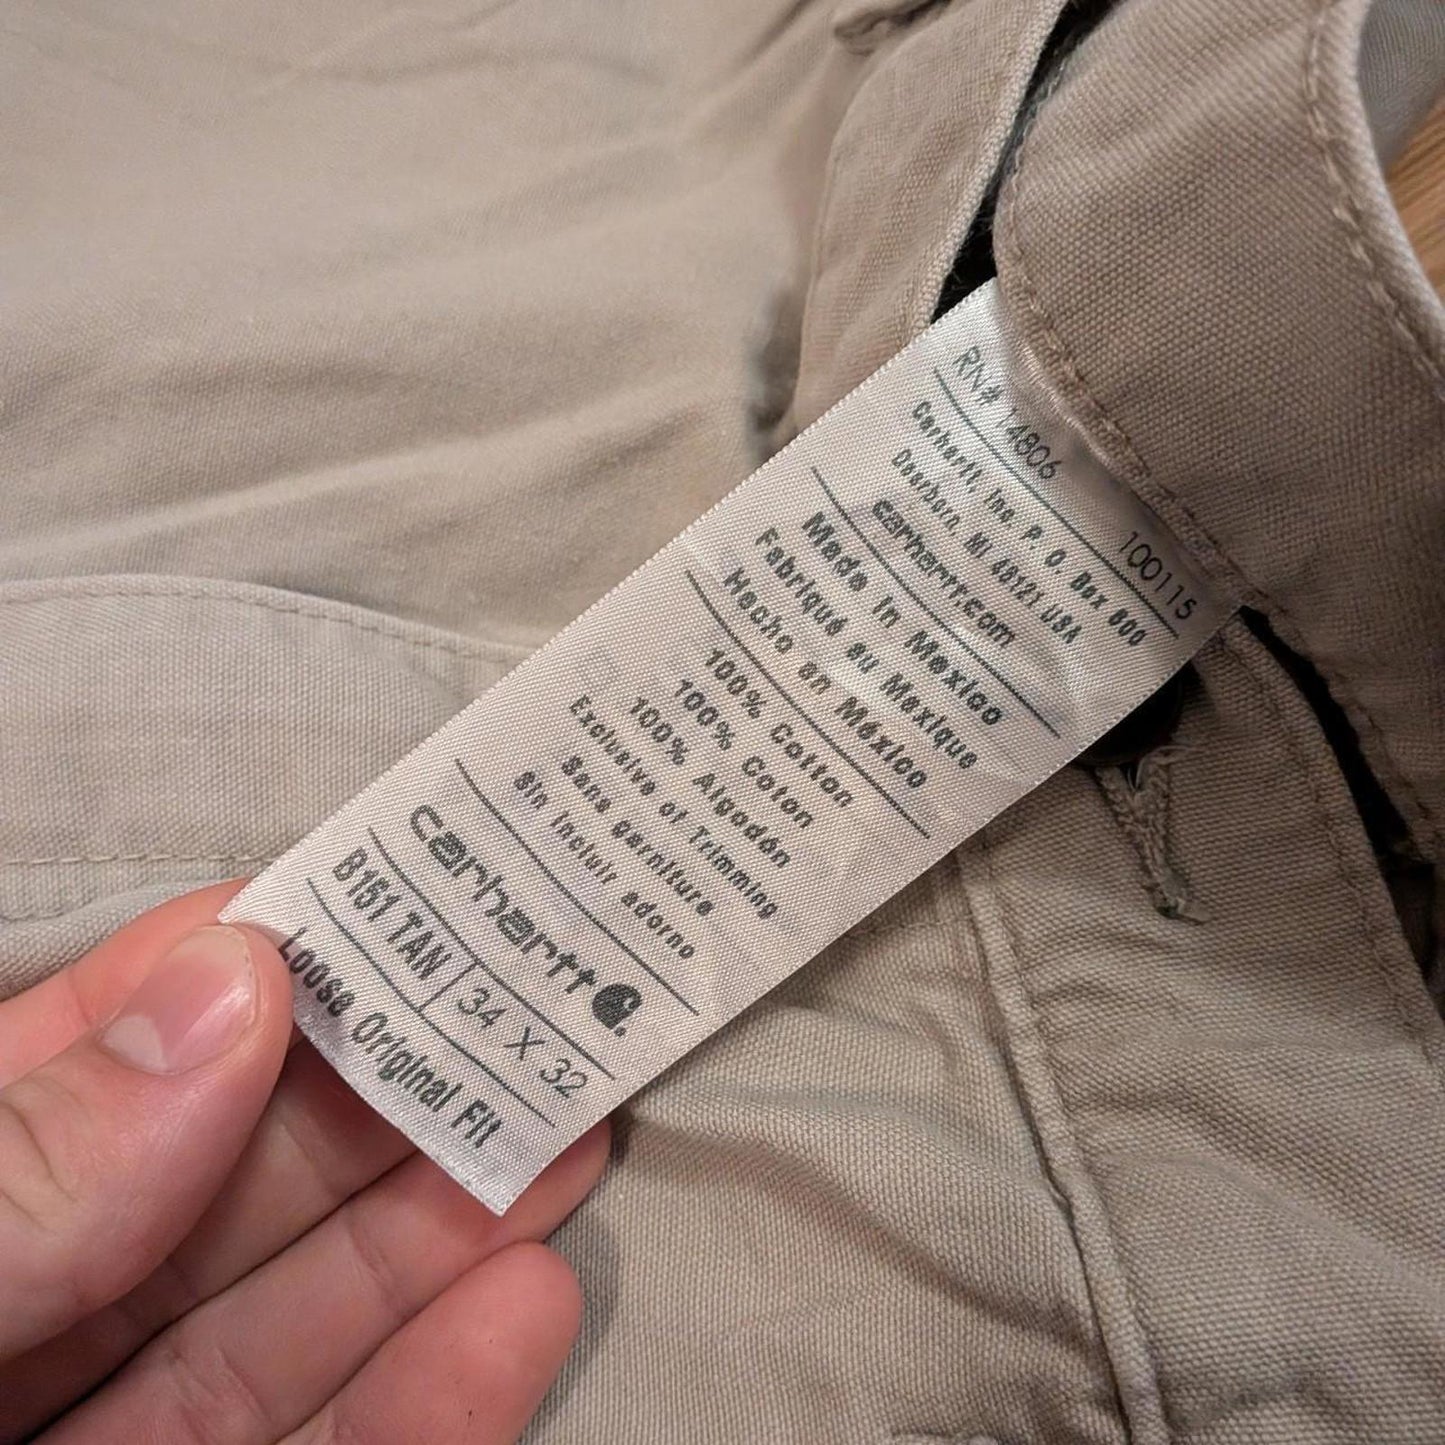 RN# 14806 100115
Carhartt, Inc. P. O. Box 600
Dearborn, MI 48121 USA
carhartt.com
Made in Mexico
Fabriqué au Mexique
Hecho en México
100% Cotton
100% Coton
100% Algodón
Exclusive of Trimming
Sans garniture
Sin incluir adorno
carhartt
B151 TAN 34 X 32
Loose Original Fit